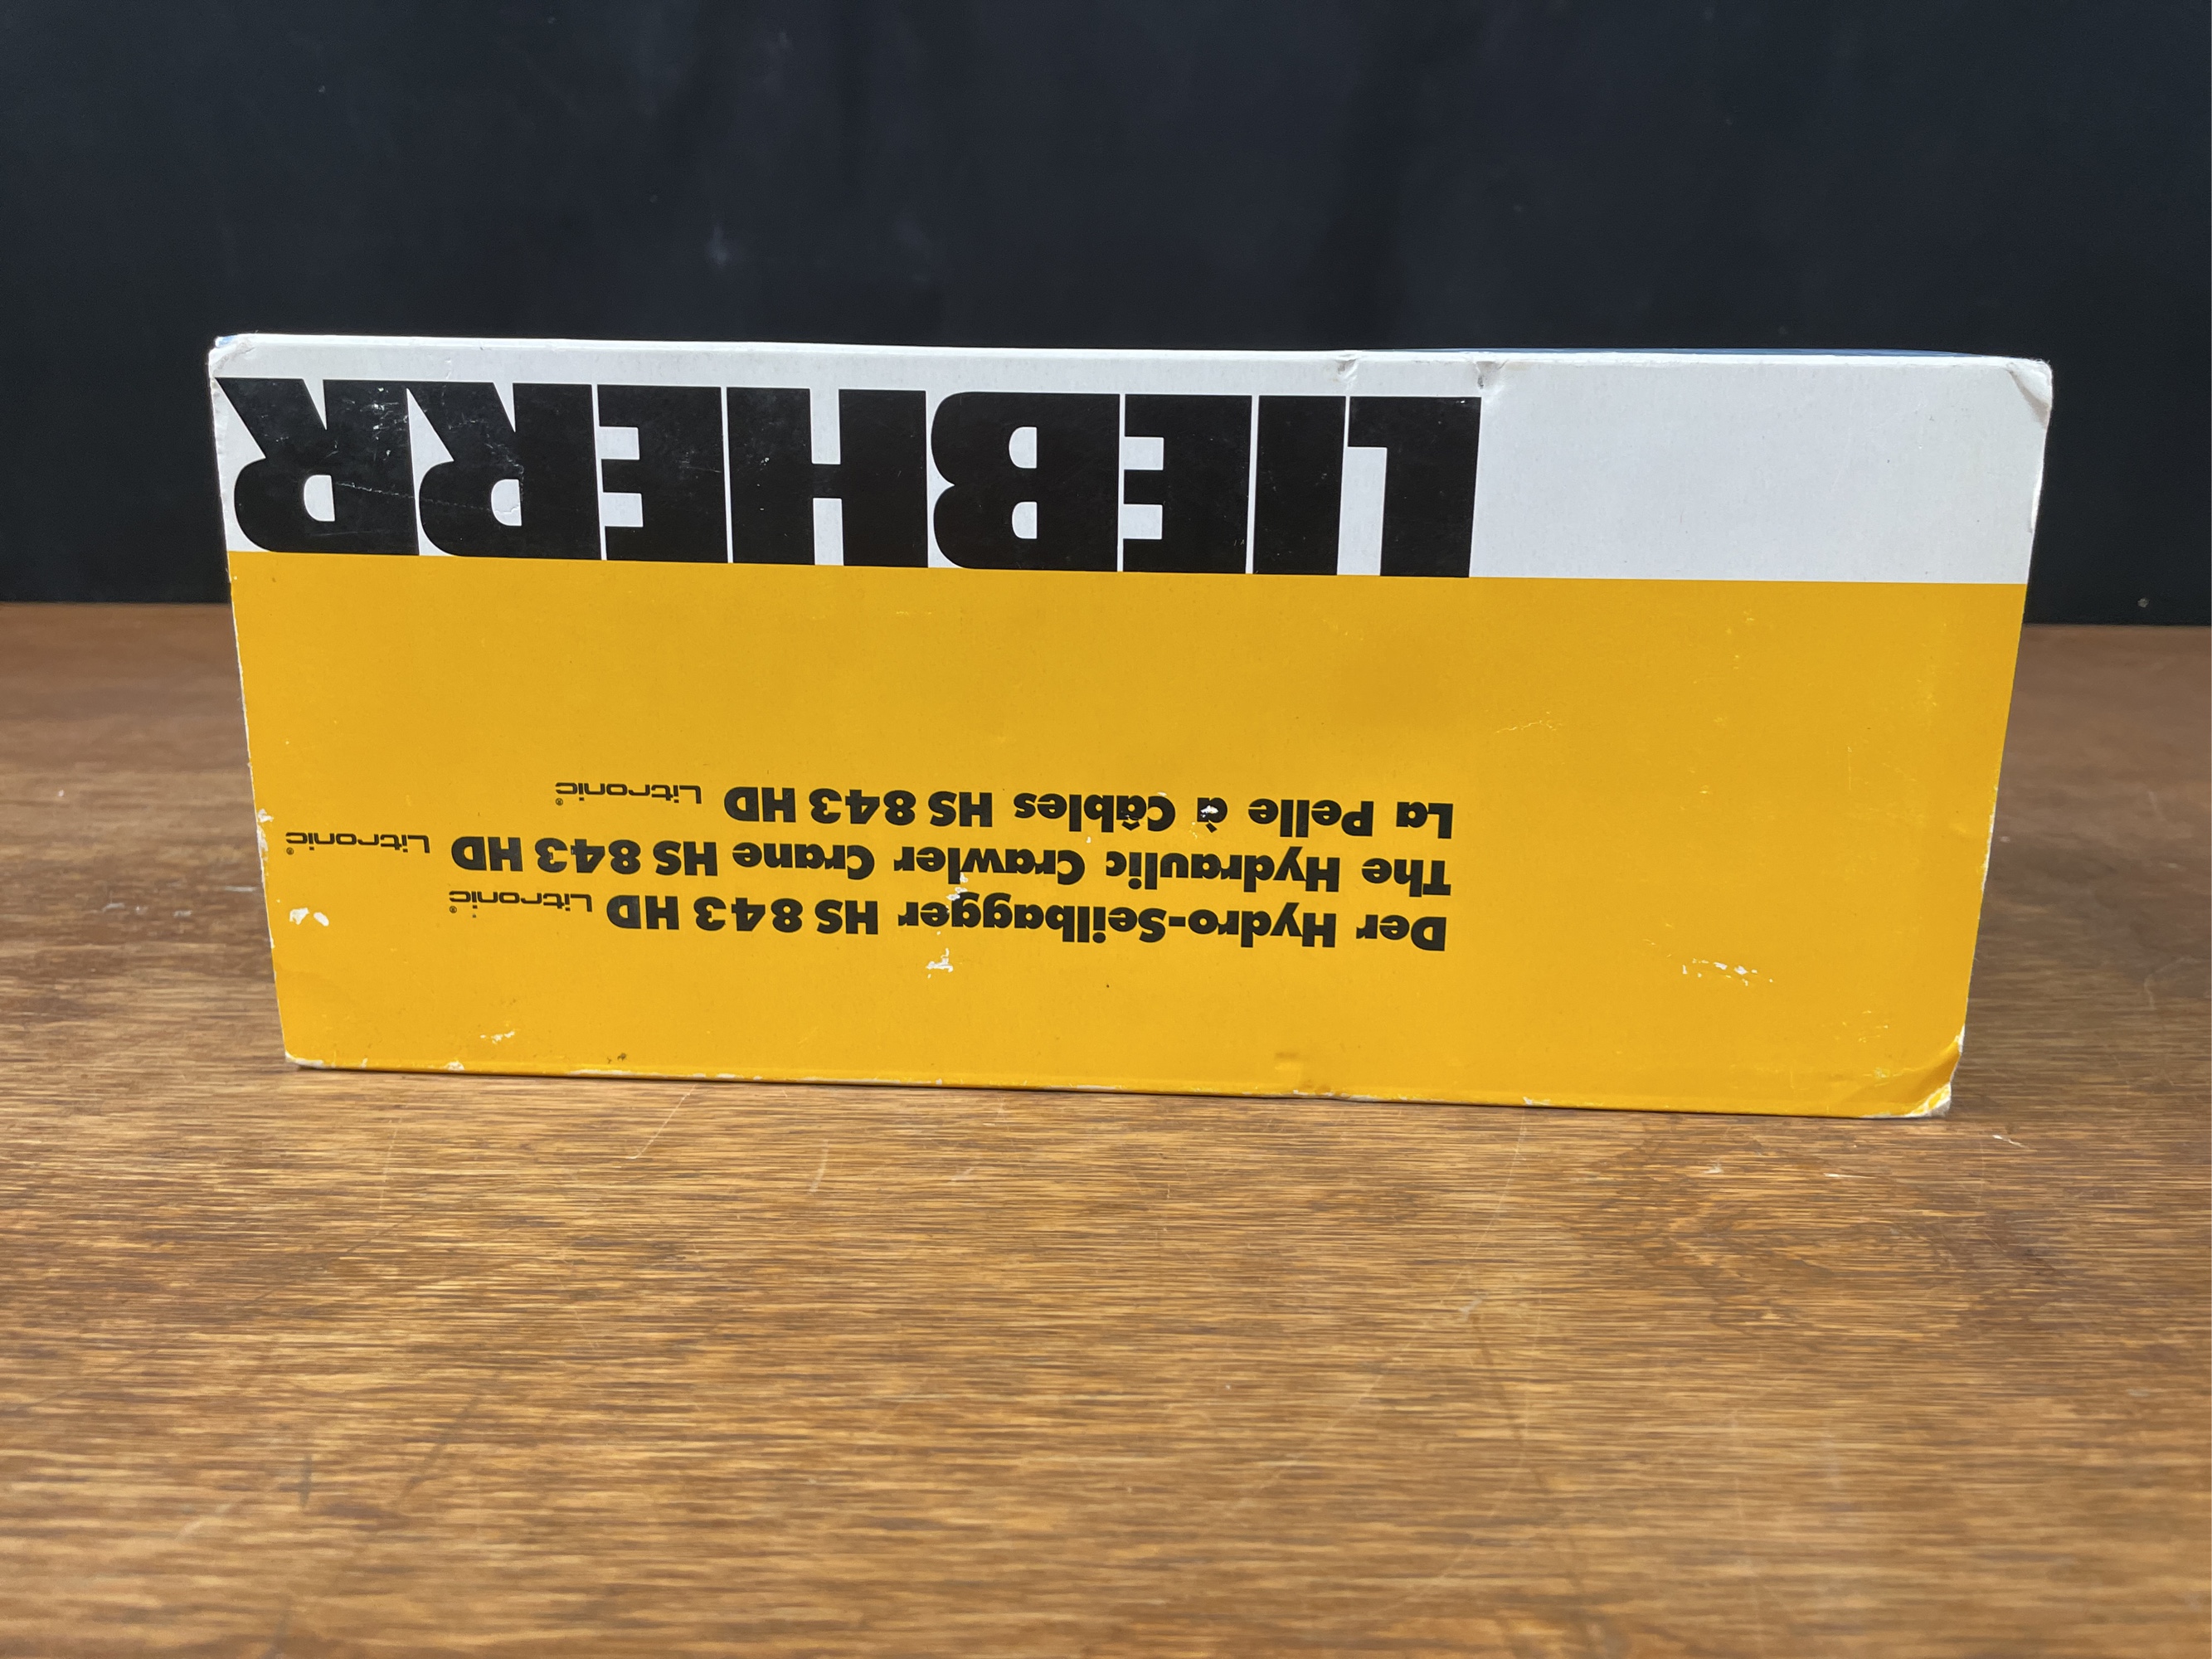 Der Hydro-Seilbagger HS 843 HD Litronic®
The Hydraulic Crawler Crane HS 843 HD Litronic®
La Pelle à Câbles HS 843 HD Litronic®
LIEBHERR